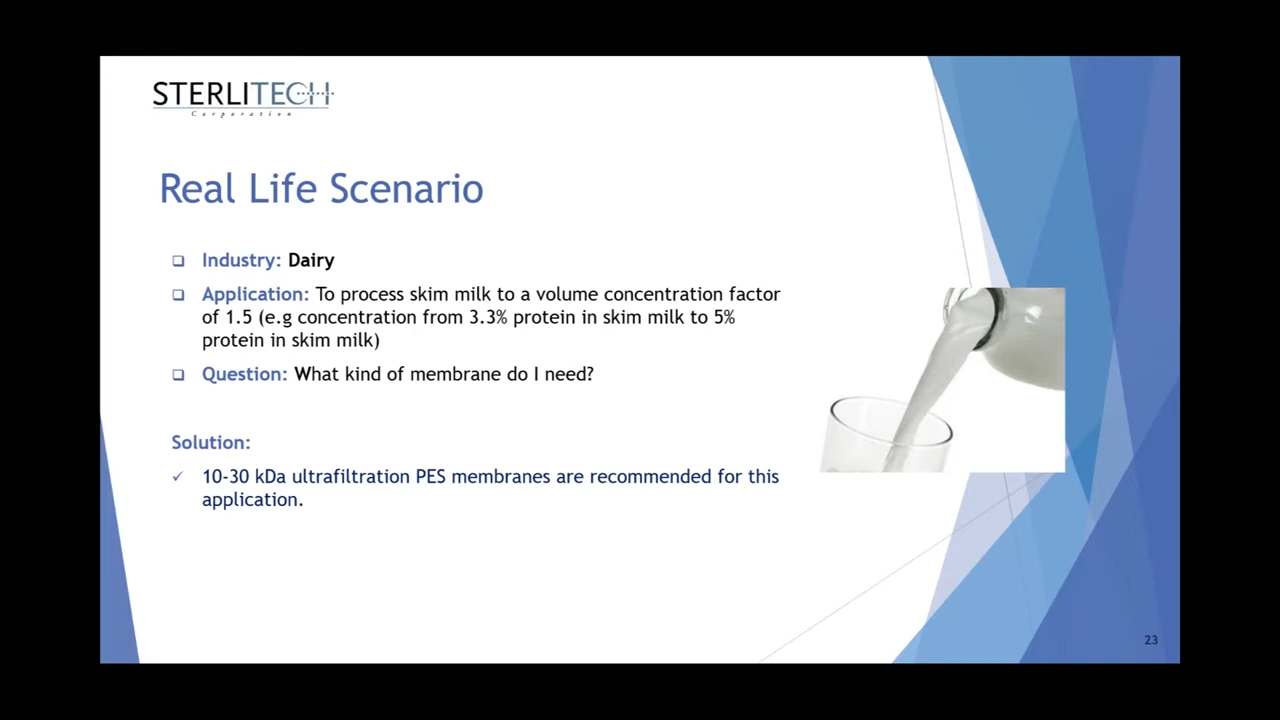 STERLITECH
Corporation
Real Life Scenario
Industry: Dairy
Application: To process skim milk to a volume concentration factor
of 1.5 (e.g concentration from 3.3% protein in skim milk to 5%
protein in skim milk)
Question: What kind of membrane do I need?
Solution:
10-30 kDa ultrafiltration PES membranes are recommended for this
application.
23